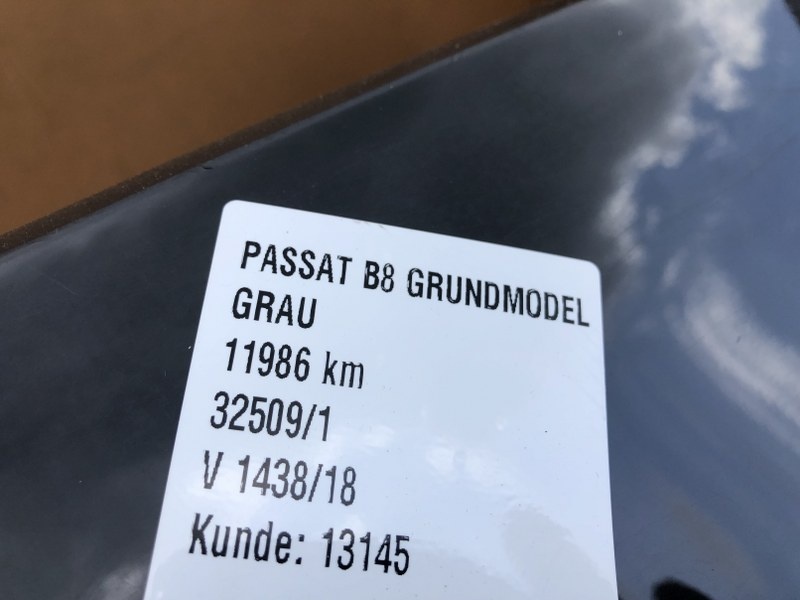 PASSAT B8 GRUNDMODEL
GRAU
11986 km
32509/1
V 1438/18
Kunde: 13145